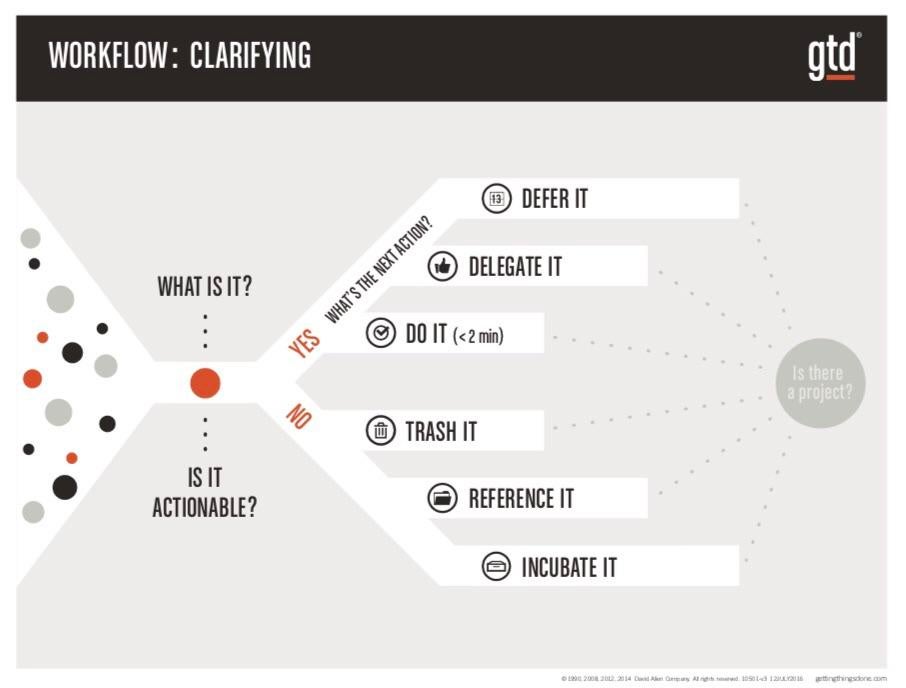 WORKFLOW: CLARIFYING
gtd®
WHAT IS IT?
IS IT
ACTIONABLE?
YES
WHAT'S THE NEXT ACTION?
NO
13
DEFER IT
DELEGATE IT
DO IT (< 2 min)
TRASH IT
REFERENCE IT
INCUBATE IT
Is there
a project?
© 1990, 2008, 2012, 2014 David Allen Company. All rights reserved. 10501-v3 12/JULY2016 gettingthingsdone.com